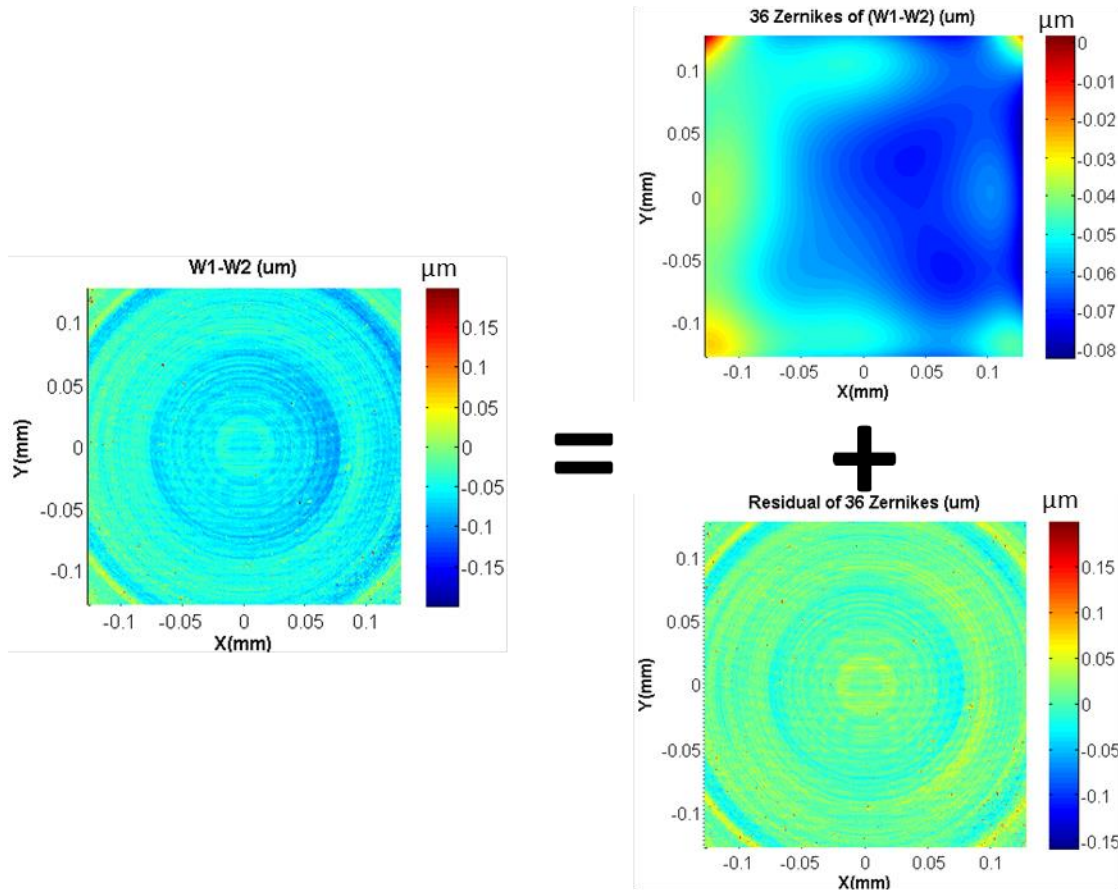 36 Zernikes of (W1-W2) (um)
µm
0
-0.01
-0.02
-0.03
-0.04
-0.05
-0.06
-0.07
-0.08
0.1
0.05
0
-0.05
-0.1
Y(mm)
-0.1 -0.05 0 0.05 0.1
X(mm)
W1-W2 (um)
µm
0.15
0.1
0.05
0
-0.05
-0.1
-0.15
0.1
0.05
0
-0.05
-0.1
Y(mm)
-0.1 -0.05 0 0.05 0.1
X(mm)
=
+
Residual of 36 Zernikes (um)
µm
0.15
0.1
0.05
0
-0.05
-0.1
-0.15
0.1
0.05
0
-0.05
-0.1
Y(mm)
-0.1 -0.05 0 0.05 0.1
X(mm)